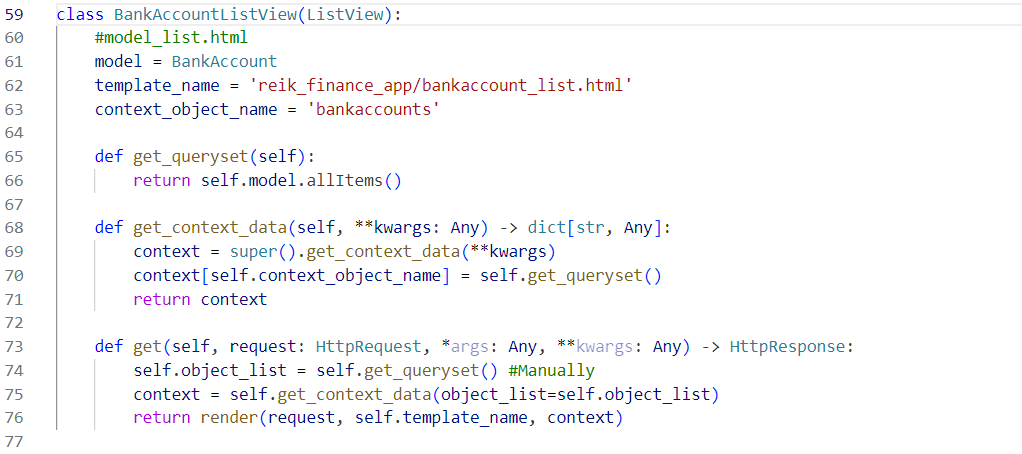 59 class BankAccountListView(ListView):
60     #model_list.html
61     model = BankAccount
62     template_name = 'reik_finance_app/bankaccount_list.html'
63     context_object_name = 'bankaccounts'
64
65     def get_queryset(self):
66         return self.model.allItems()
67
68     def get_context_data(self, **kwargs: Any) -> dict[str, Any]:
69         context = super().get_context_data(**kwargs)
70         context[self.context_object_name] = self.get_queryset()
71         return context
72
73     def get(self, request: HttpRequest, *args: Any, **kwargs: Any) -> HttpResponse:
74         self.object_list = self.get_queryset() #Manually
75         context = self.get_context_data(object_list=self.object_list)
76         return render(request, self.template_name, context)
77